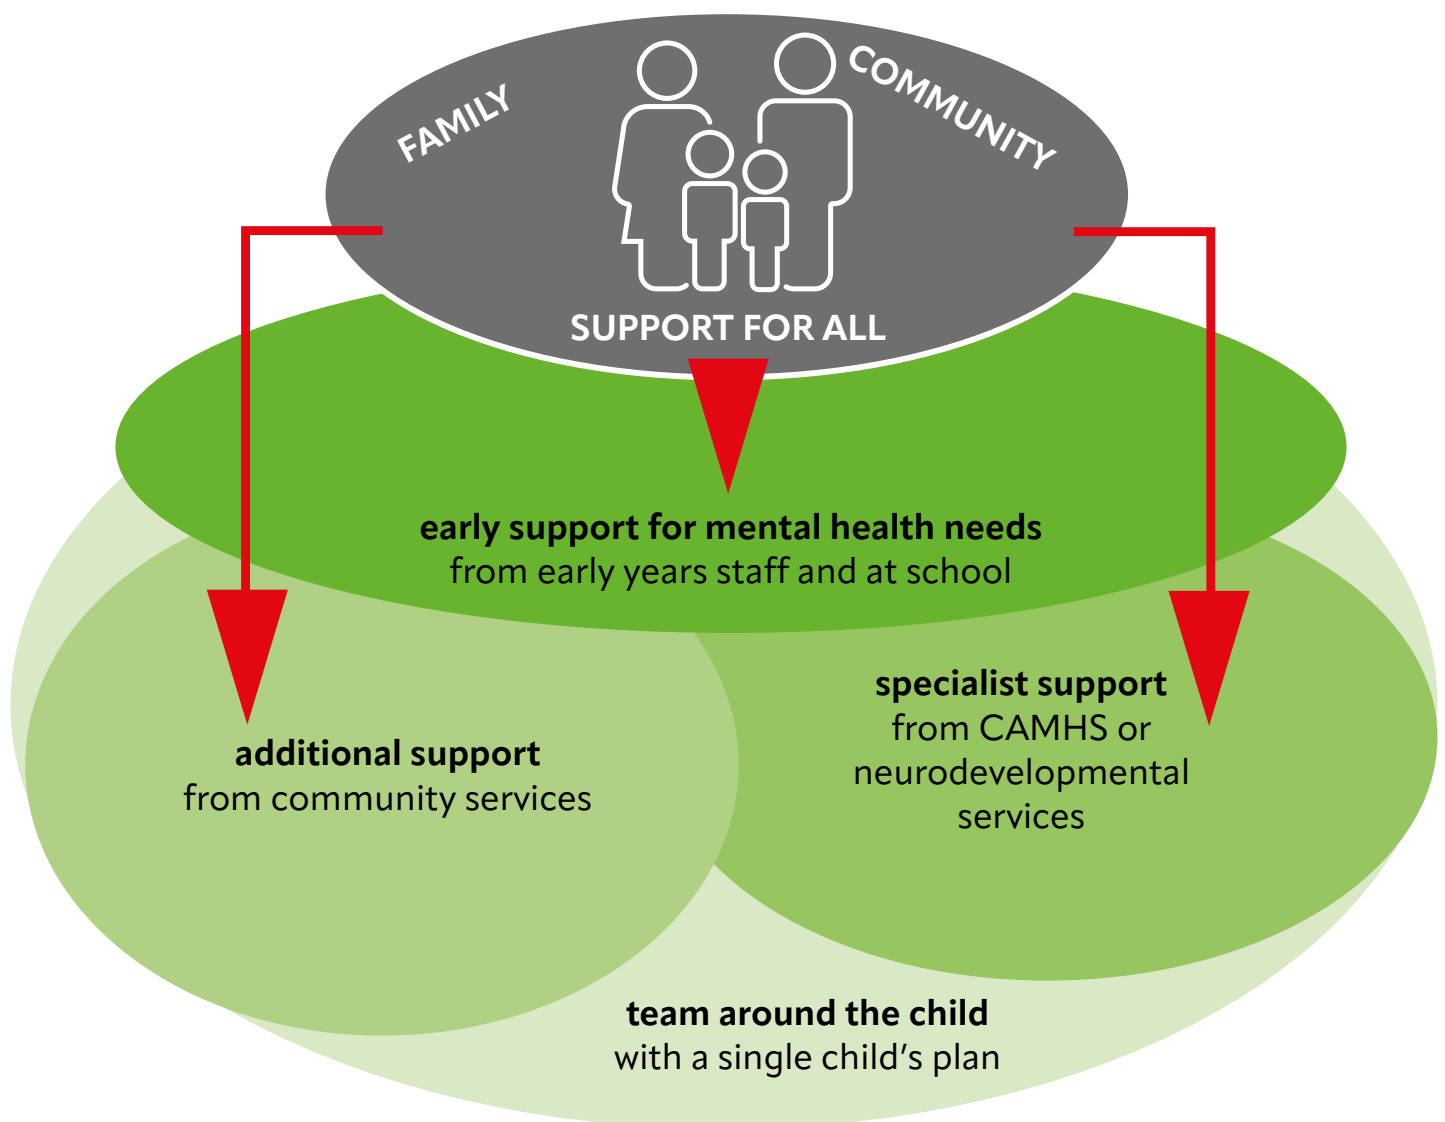 FAMILY
COMMUNITY
SUPPORT FOR ALL
early support for mental health needs
from early years staff and at school
additional support
from community services
specialist support
from CAMHS or
neurodevelopmental
services
team around the child
with a single child’s plan